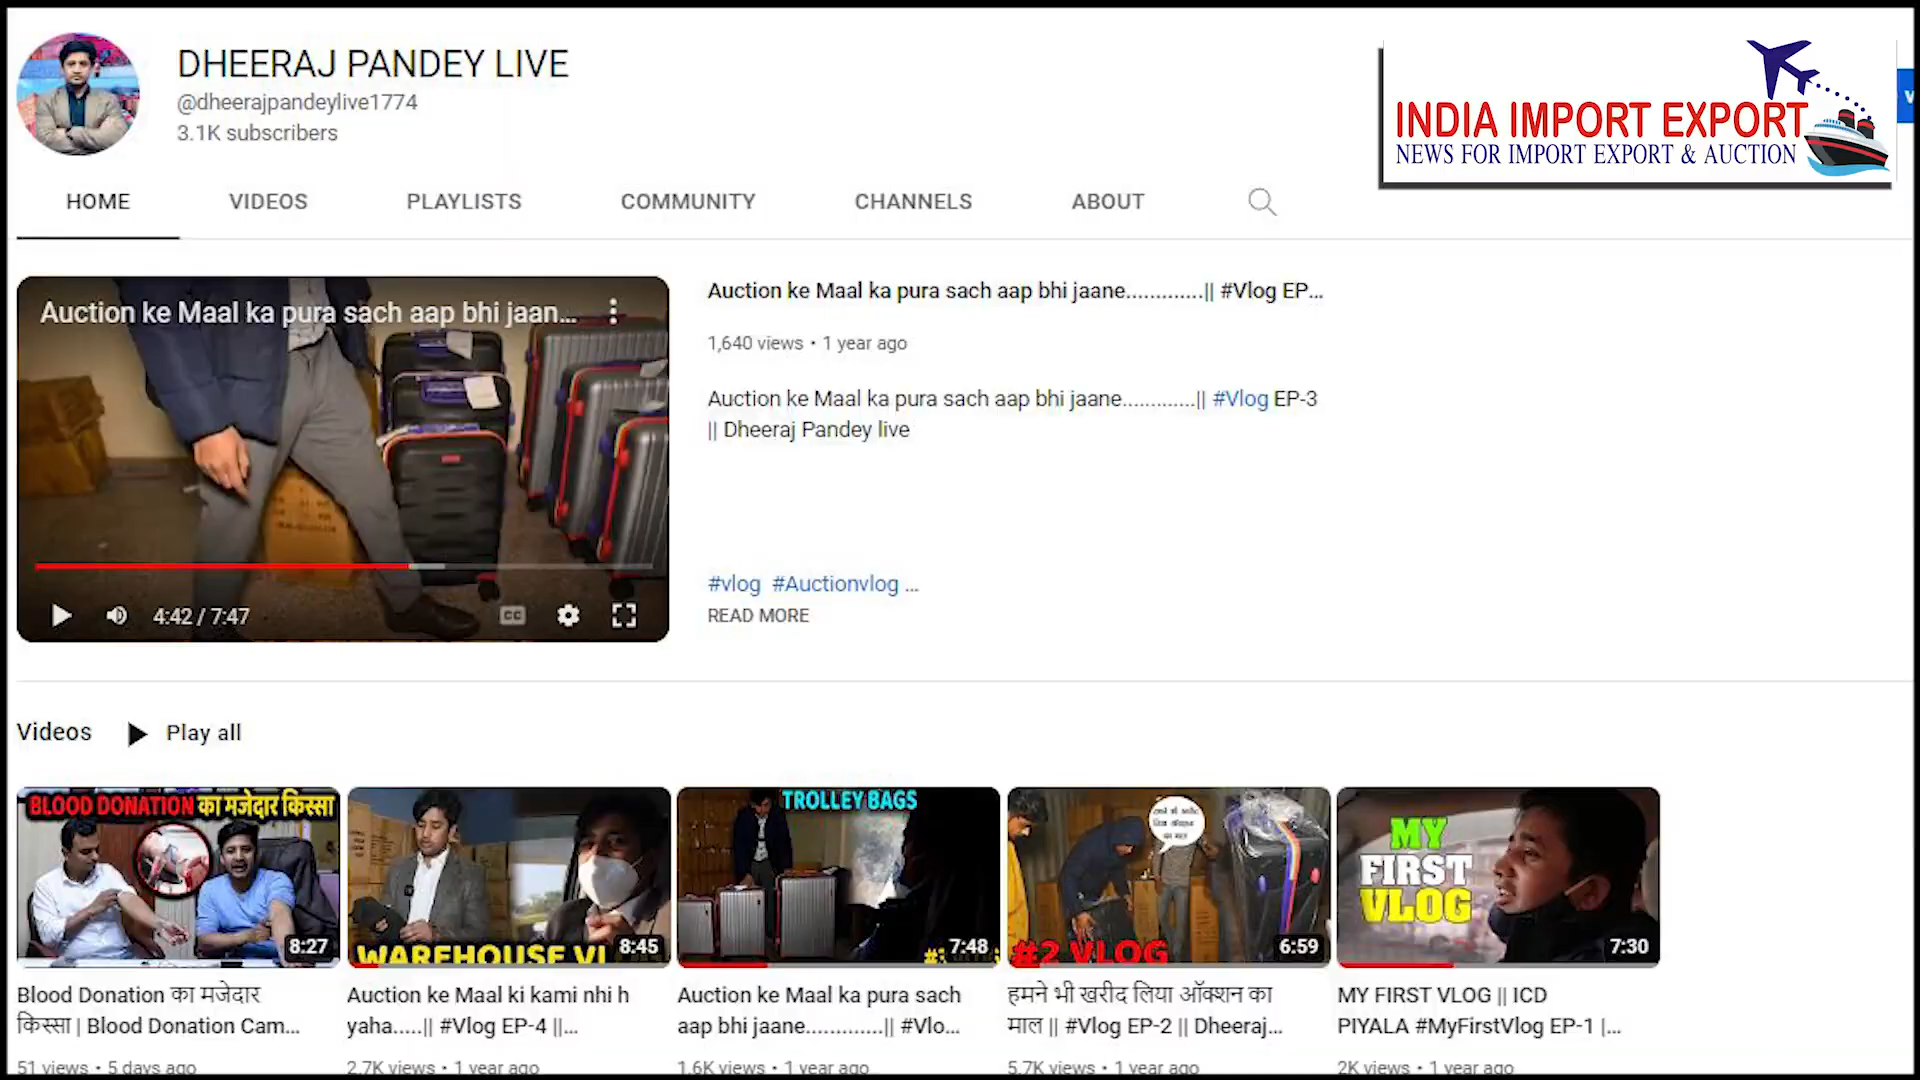 DHEERAJ PANDEY LIVE
@dheerajpandeylive1774
3.1K subscribers
INDIA IMPORT EXPORT
NEWS FOR IMPORT EXPORT & AUCTION
HOME VIDEOS PLAYLISTS COMMUNITY CHANNELS ABOUT
Auction ke Maal ka pura sach aap bhi jaan...
4:42 / 7:47
CC
Auction ke Maal ka pura sach aap bhi jaane.............|| #Vlog EP...
1,640 views • 1 year ago
Auction ke Maal ka pura sach aap bhi jaane.............|| #Vlog EP-3
|| Dheeraj Pandey live
#vlog #Auctionvlog ...
READ MORE
Videos Play all
BLOOD DONATION का मजेदार किस्सा
8:27
Blood Donation का मजेदार
किस्सा | Blood Donation Cam...
51 views • 5 days ago
WAREHOUSE VL
8:45
Auction ke Maal ki kami nhi h
yaha.....|| #Vlog EP-4 ||...
2.7K views • 1 year ago
TROLLEY BAGS
7:48
Auction ke Maal ka pura sach
aap bhi jaane.............|| #Vlo...
1.6K views • 1 year ago
#2 VLOG
6:59
हमने भी खरीद लिया ऑक्शन का
माल || #Vlog EP-2 || Dheeraj...
5.7K views • 1 year ago
MY
FIRST
VLOG
7:30
MY FIRST VLOG || ICD
PIYALA #MyFirstVlog EP-1 |...
2K views • 1 year ago